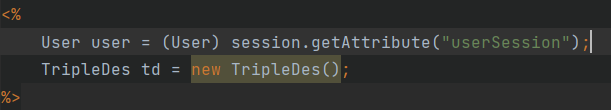 <%
User user = (User) session.getAttribute("userSession");
TripleDes td = new TripleDes();
%>